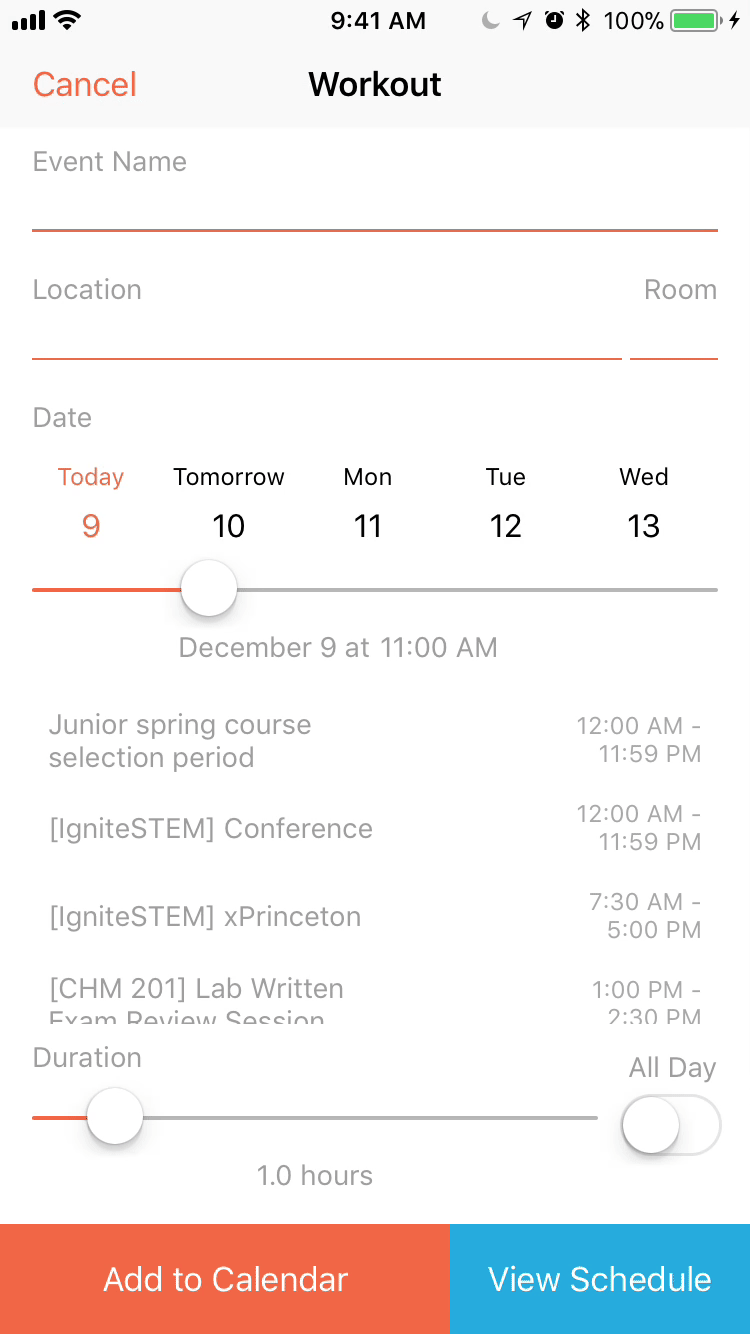 9:41 AM 100%
Cancel Workout
Event Name
Location Room
Date
Today Tomorrow Mon Tue Wed
9 10 11 12 13
December 9 at 11:00 AM
Junior spring course
selection period
12:00 AM -
11:59 PM
[IgniteSTEM] Conference
12:00 AM -
11:59 PM
[IgniteSTEM] xPrinceton
7:30 AM -
5:00 PM
[CHM 201] Lab Written
Exam Review Session
1:00 PM -
2:30 PM
Duration
All Day
1.0 hours
Add to Calendar View Schedule